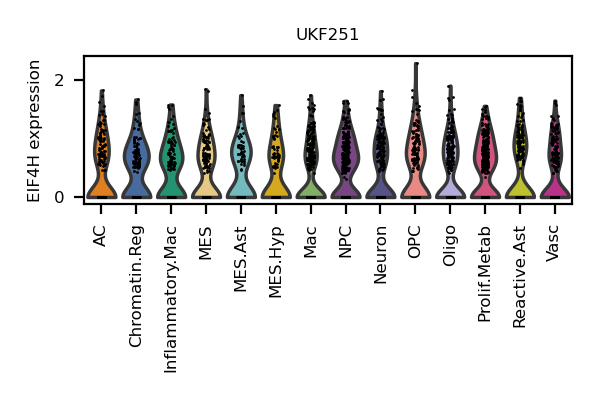 UKF251
EIF4H expression
2
0
AC
Chromatin.Reg
Inflammatory.Mac
MES
MES.Ast
MES.Hyp
Mac
NPC
Neuron
OPC
Oligo
Prolif.Metab
Reactive.Ast
Vasc